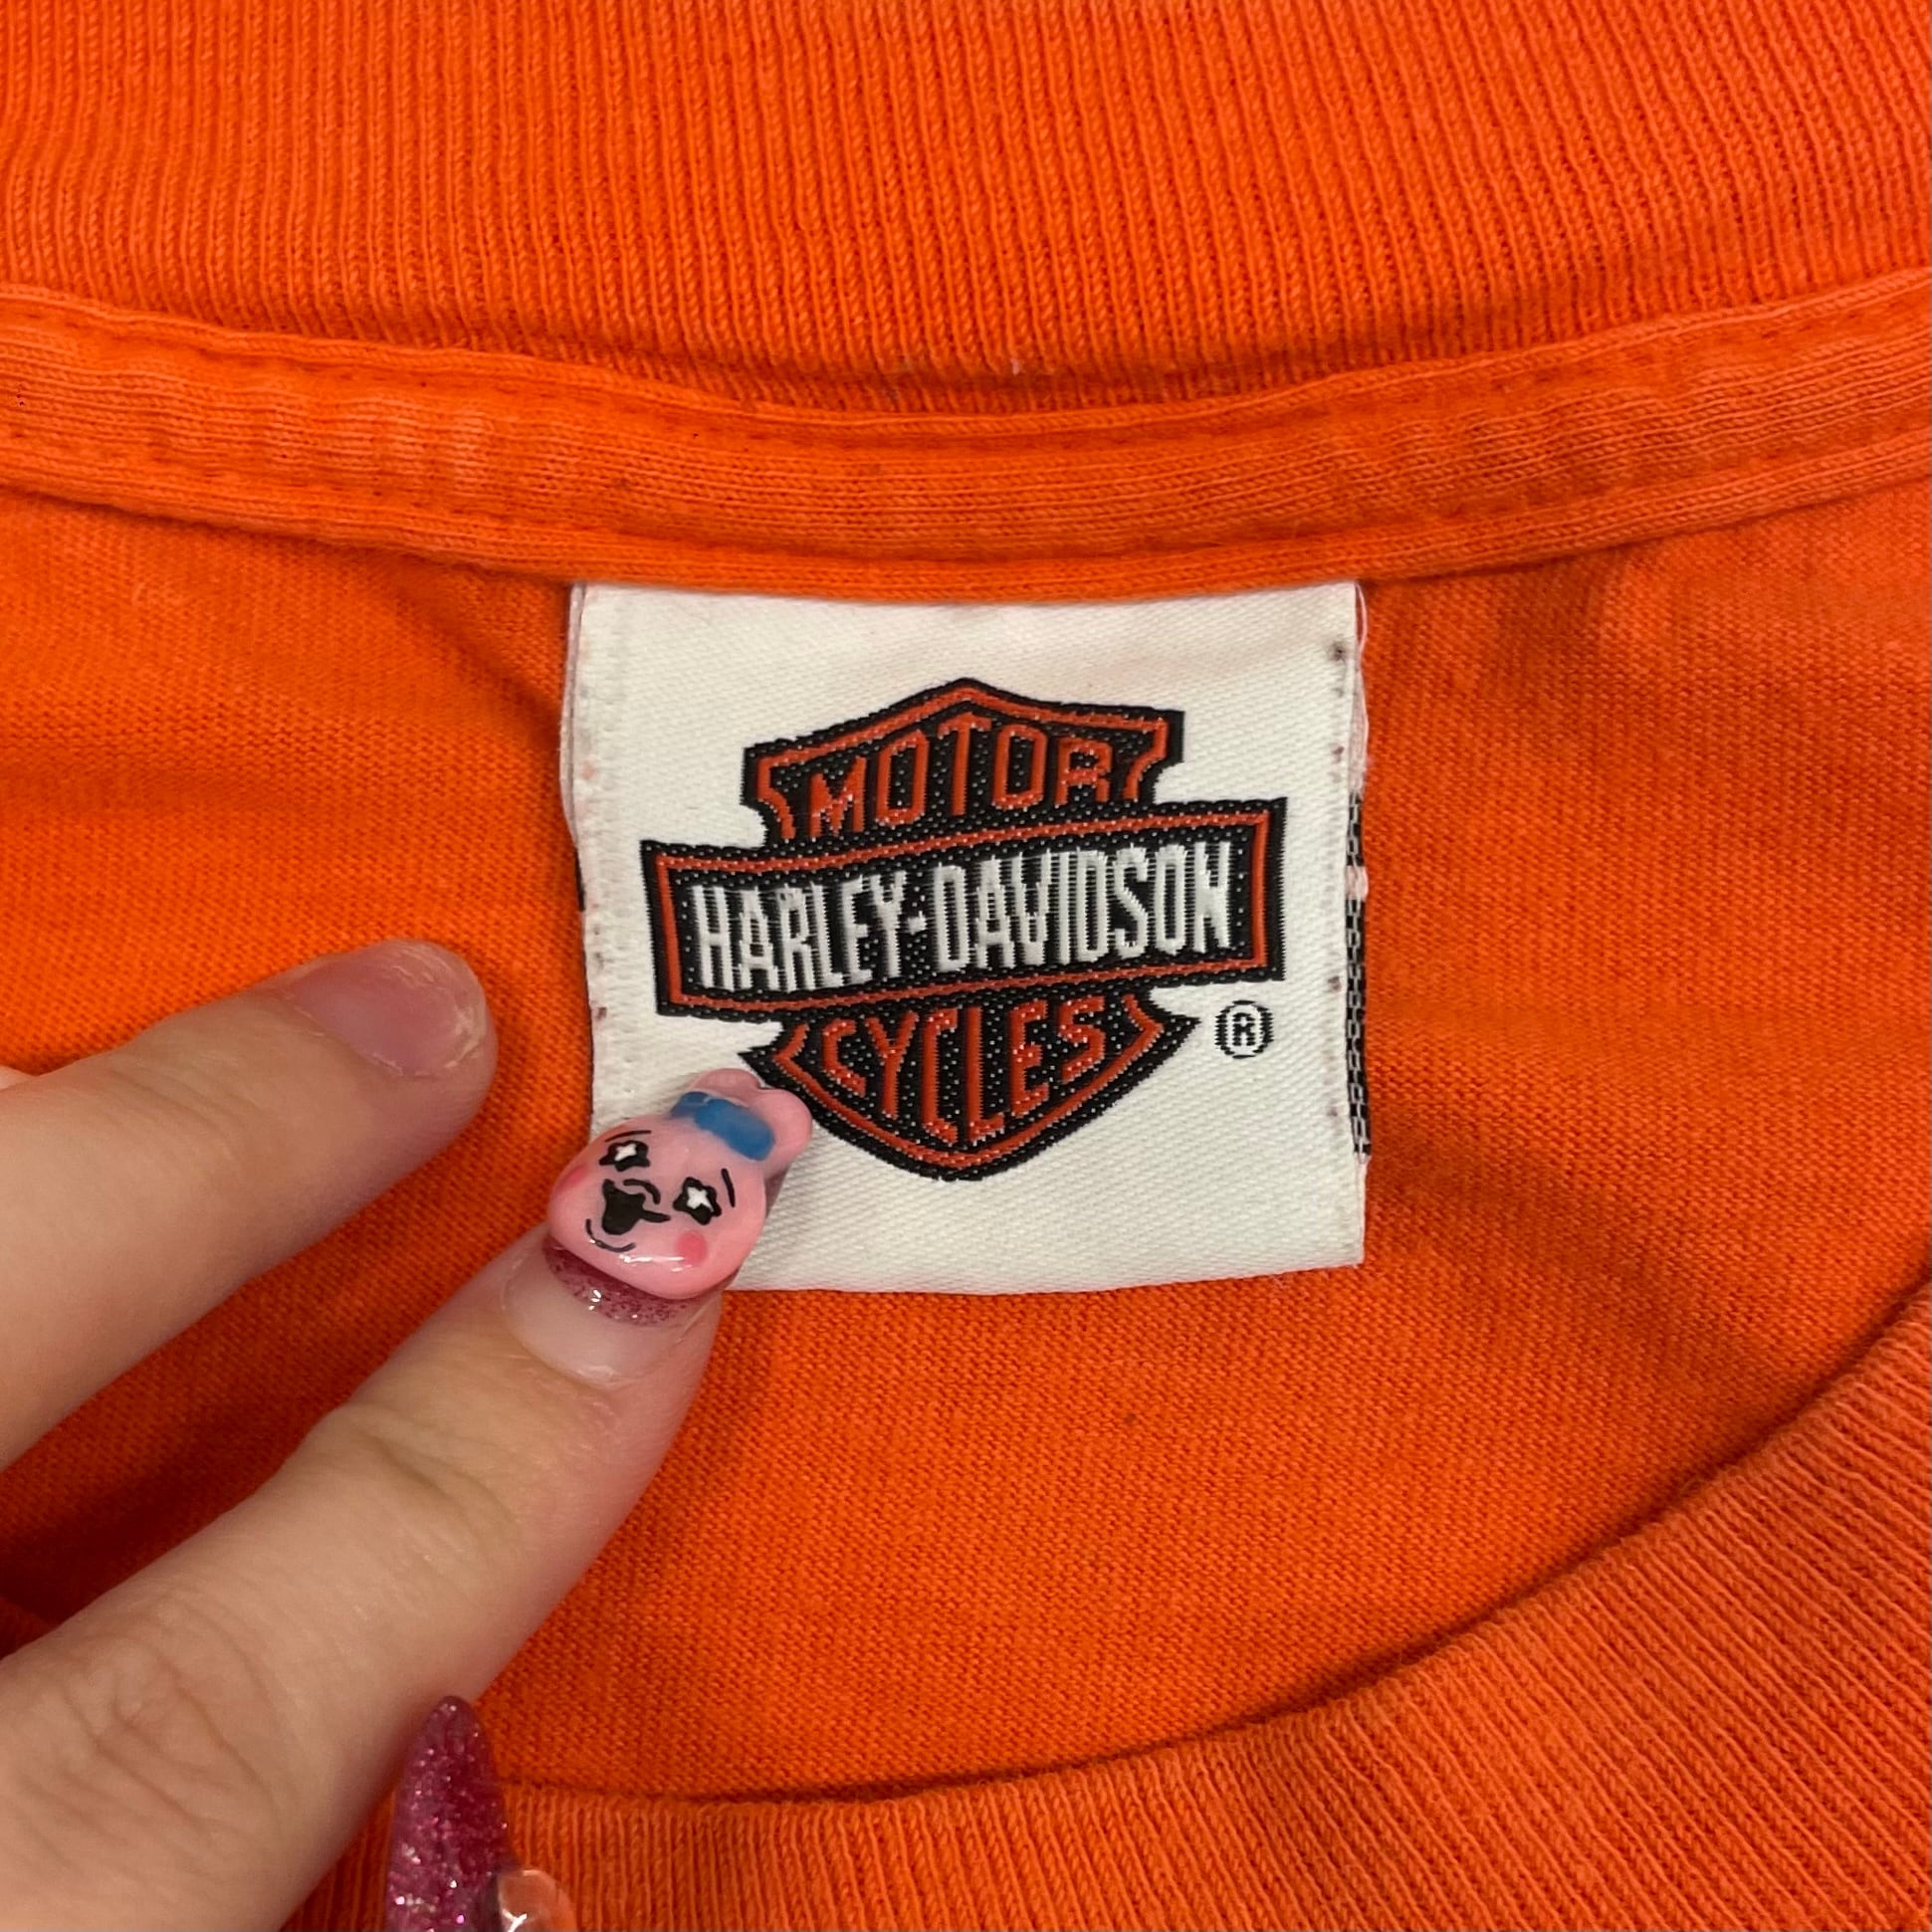 MOTOR
HARLEY-DAVIDSON
CYCLES
®